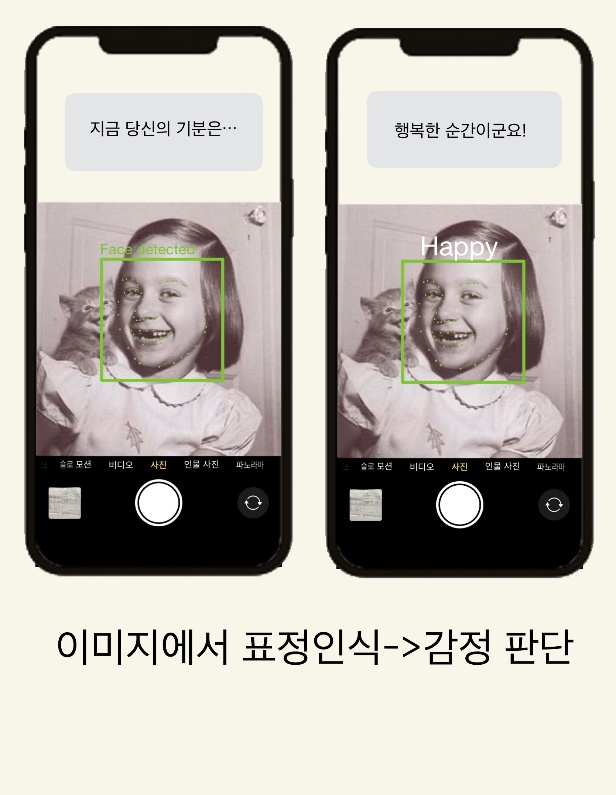 지금 당신의 기분은…
Face detected
슬로 모션 비디오 사진 인물 사진 파노라마
행복한 순간이군요!
Happy
슬로 모션 비디오 사진 인물 사진 파노라마
이미지에서 표정인식->감정 판단